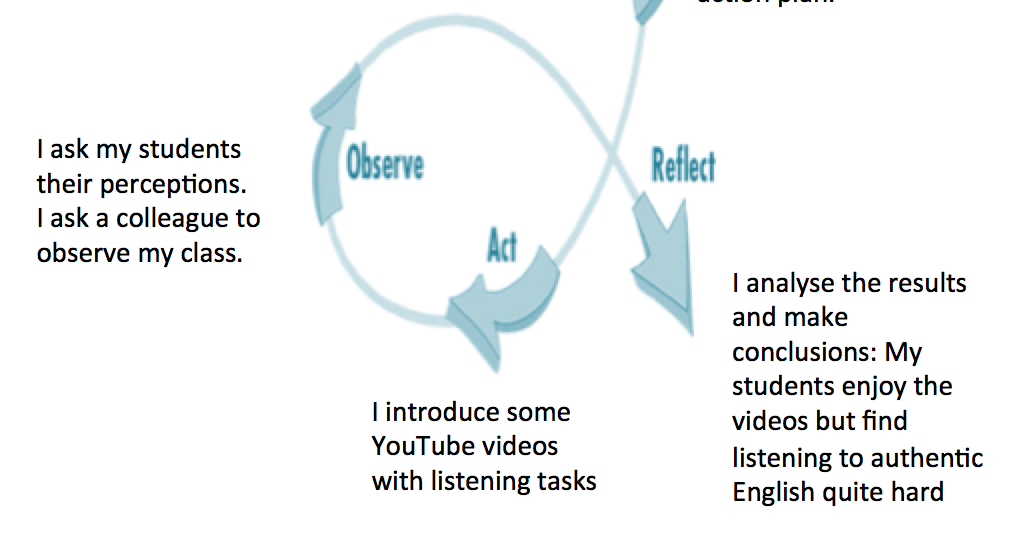 action plan.
I ask my students
their perceptions.
I ask a colleague to
observe my class.
Observe
Reflect
Act
I analyse the results
and make
conclusions: My
students enjoy the
videos but find
listening to authentic
English quite hard
I introduce some
YouTube videos
with listening tasks